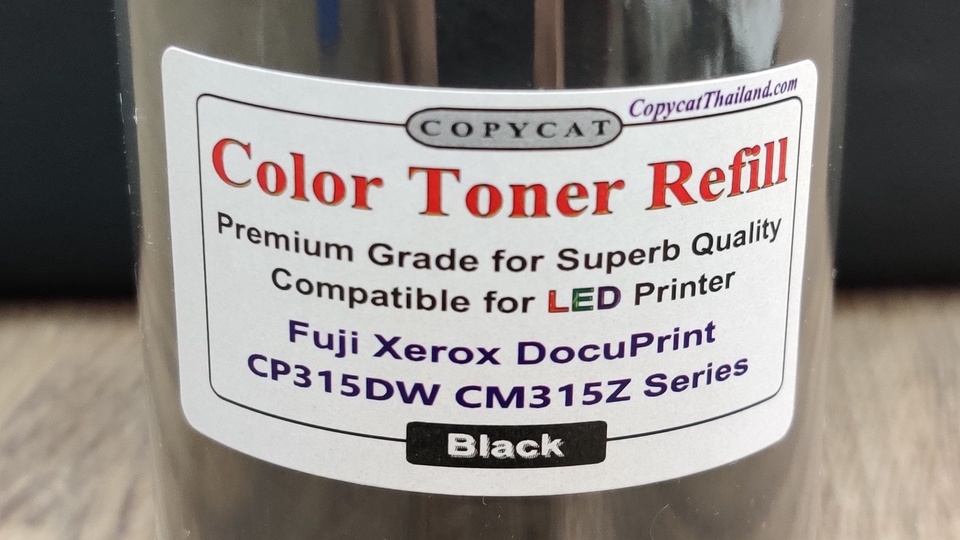 CopycatThailand.com
COPYCAT
Color Toner Refill
Premium Grade for Superb Quality
Compatible for LED Printer
Fuji Xerox DocuPrint
CP315DW CM315Z Series
Black